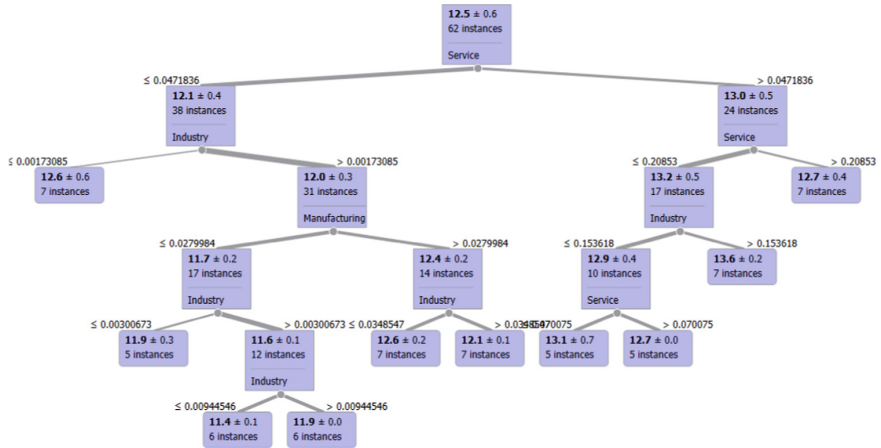 12.5 ± 0.6
62 instances
Service
≤ 0.0471836
> 0.0471836
12.1 ± 0.4
38 instances
Industry
13.0 ± 0.5
24 instances
Service
≤ 0.00173085
> 0.00173085
≤ 0.20853
> 0.20853
12.6 ± 0.6
7 instances
12.0 ± 0.3
31 instances
Manufacturing
13.2 ± 0.5
17 instances
Industry
12.7 ± 0.4
7 instances
≤ 0.0279984
> 0.0279984
≤ 0.153618
> 0.153618
11.7 ± 0.2
17 instances
Industry
12.4 ± 0.2
14 instances
Industry
12.9 ± 0.4
10 instances
Service
13.6 ± 0.2
7 instances
≤ 0.00300673
> 0.00300673
≤ 0.0348547
> 0.0348547
≤ 0.070075
> 0.070075
11.9 ± 0.3
5 instances
11.6 ± 0.1
12 instances
Industry
12.6 ± 0.2
7 instances
12.1 ± 0.1
7 instances
13.1 ± 0.7
5 instances
12.7 ± 0.0
5 instances
≤ 0.00944546
> 0.00944546
11.4 ± 0.1
6 instances
11.9 ± 0.0
6 instances